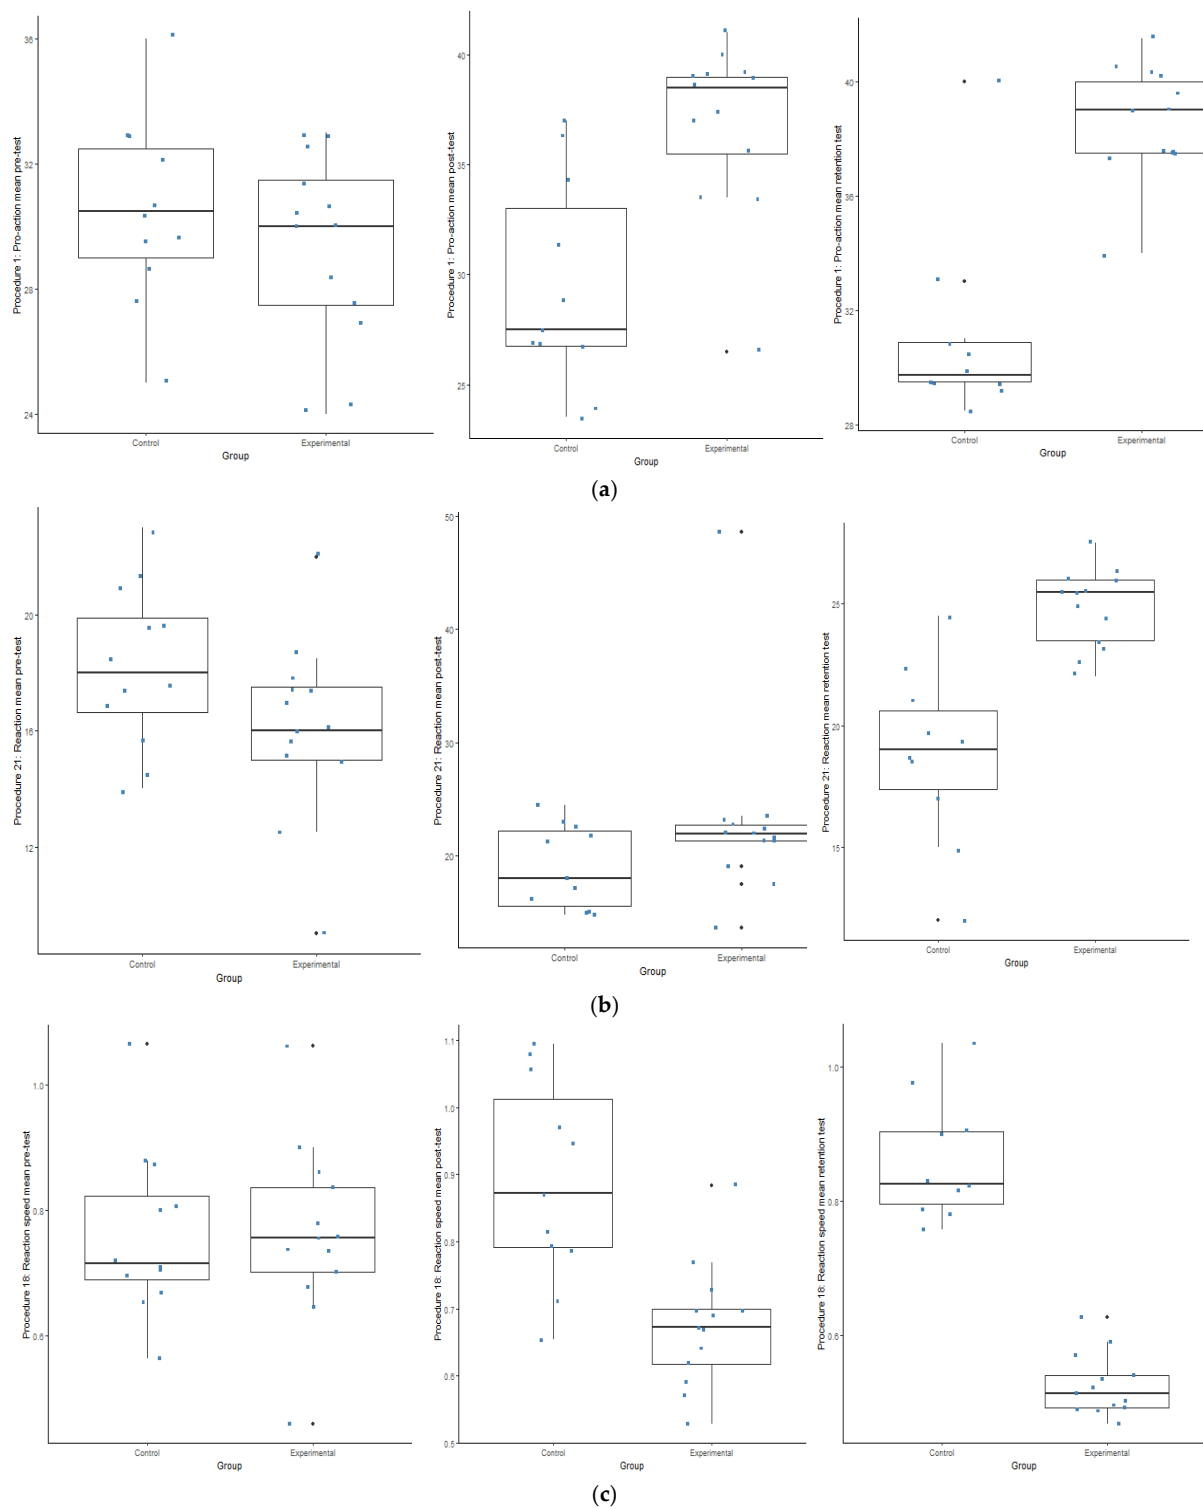 Procedure 1: Pro-action mean pre-test
36
32
28
24
Control
Experimental
Group
Procedure 1: Pro-action mean post-test
40
35
30
25
Control
Experimental
Group
Procedure 1: Pro-action mean retention test
40
36
32
28
Control
Experimental
Group
(a)
Procedure 21: Reaction mean pre-test
20
16
12
Control
Experimental
Group
Procedure 21: Reaction mean post-test
50
40
30
20
Control
Experimental
Group
Procedure 21: Reaction mean retention test
25
20
15
Control
Experimental
Group
(b)
Procedure 18: Reaction speed mean pre-test
1.0
0.8
0.6
Control
Experimental
Group
Procedure 18: Reaction speed mean post-test
1.1
1.0
0.9
0.8
0.7
0.6
0.5
Control
Experimental
Group
Procedure 18: Reaction speed mean retention test
1.0
0.8
0.6
Control
Experimental
Group
(c)